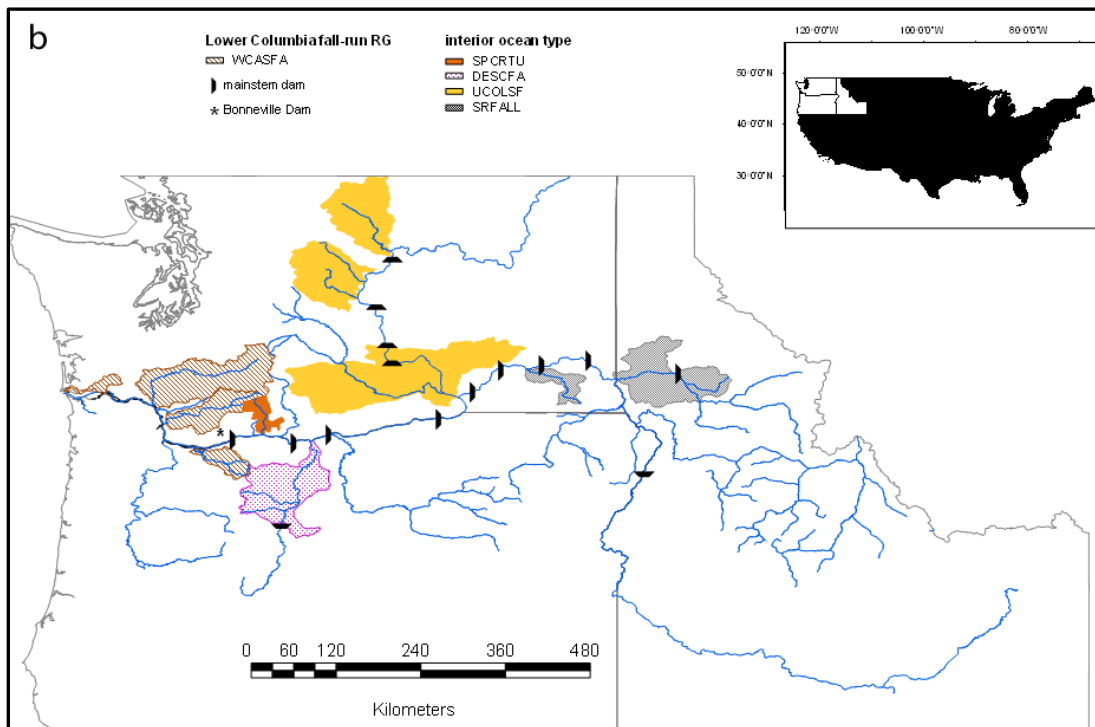 b
Lower Columbia fall-run RG
WCASFA
mainstem dam
* Bonneville Dam
interior ocean type
SPCRTU
DESCFA
UCOLSF
SRFALL
120°0'0"W 100°0'0"W 80°0'0"W
50°0'0"N
40°0'0"N
30°0'0"N
*
0 60 120 240 360 480
Kilometers